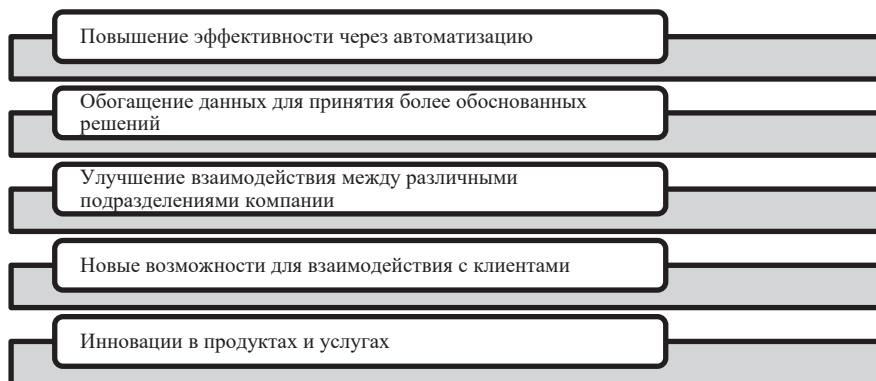 Повышение эффективности через автоматизацию
Обогащение данных для принятия более обоснованных
решений
Улучшение взаимодействия между различными
подразделениями компании
Новые возможности для взаимодействия с клиентами
Инновации в продуктах и услугах